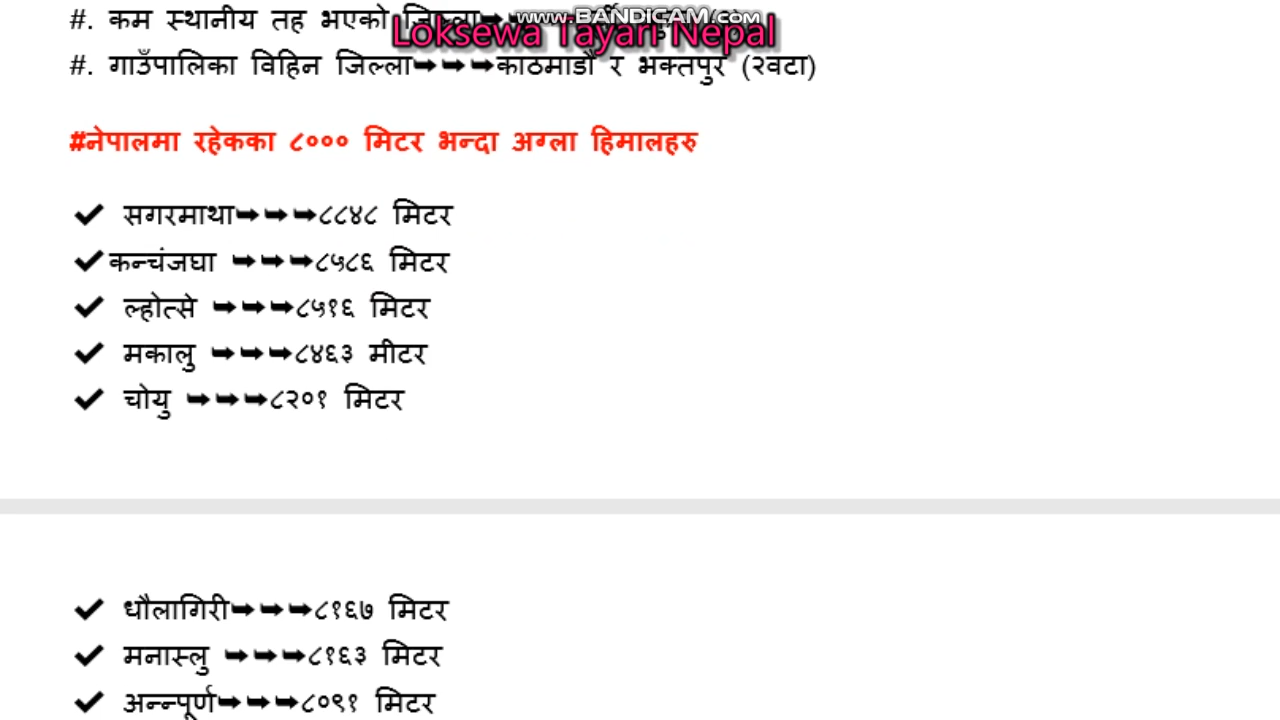 www.BANDICAM.com
Loksewa Tayari Nepal
#. कम स्थानीय तह भएको जिल्ला➥
#. गाउँपालिका विहिन जिल्ला➥➥➥काठमाडौं र भक्तपुर (२वटा)
#नेपालमा रहेकका ८००० मिटर भन्दा अग्ला हिमालहरु
✔ सगरमाथा➥➥➥८८४८ मिटर
✔कन्चंजघा ➥➥➥८५८६ मिटर
✔ ल्होत्से ➥➥➥८५१६ मिटर
✔ मकालु ➥➥➥८४६३ मीटर
✔ चोयु ➥➥➥८२०१ मिटर
✔ धौलागिरी➥➥➥८१६७ मिटर
✔ मनास्लु ➥➥➥८१६३ मिटर
✔ अन्न्पूर्ण➥➥➥८०९१ मिटर